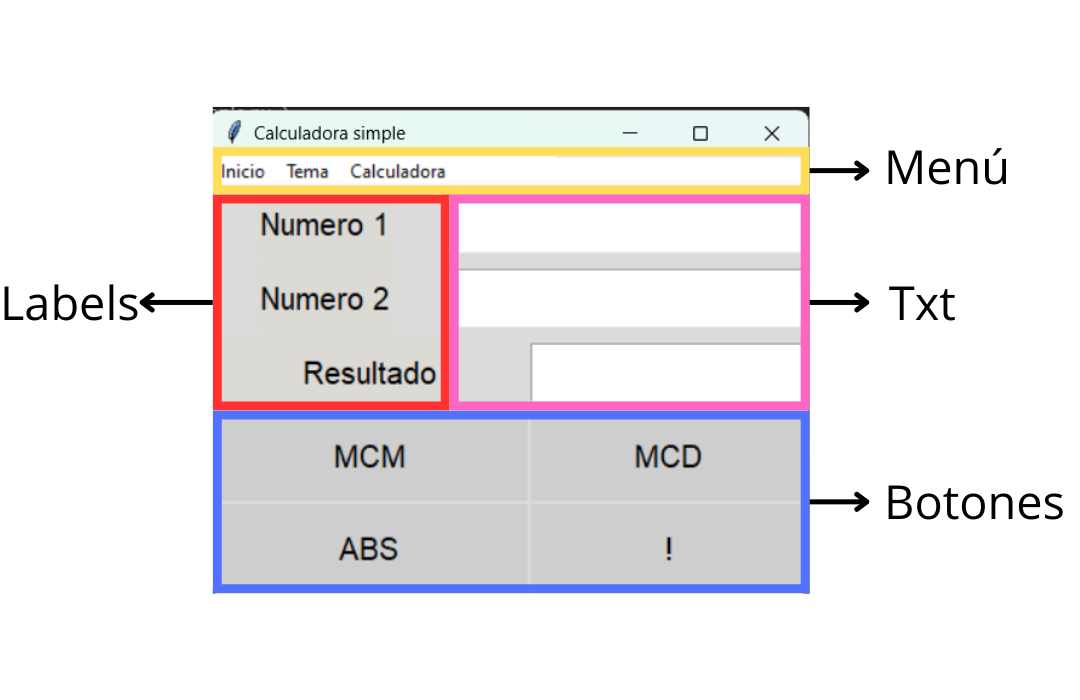 Calculadora simple
Inicio Tema Calculadora
Menú
Numero 1
Numero 2
Labels
Txt
Resultado
MCM MCD
Botones
ABS !